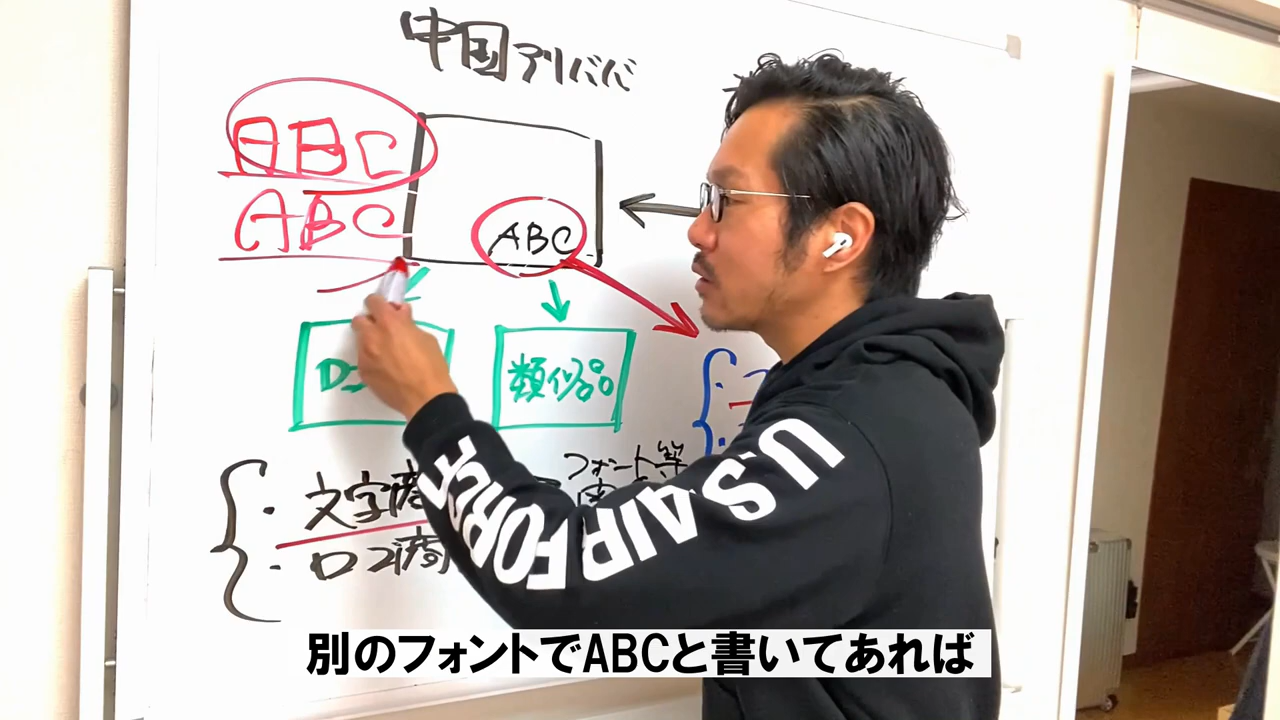 中国アリババ
ABC
ABC
ABC
類似品
フォント等
文字商
ロゴ商
U.S.AIR FORCE
別のフォントでABCと書いてあれば